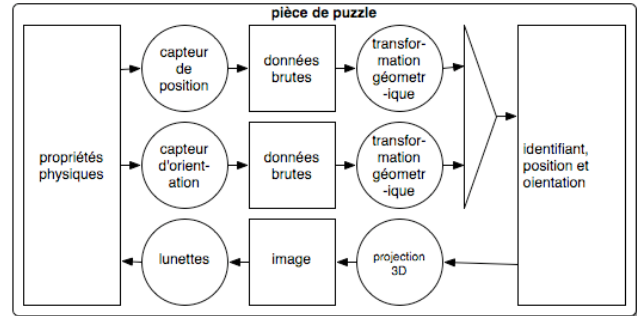 pièce de puzzle
propriétés
physiques
capteur
de
position
données
brutes
transfor-
mation
géometr
-ique
capteur
d'orient-
ation
données
brutes
transfor-
mation
géometr
-ique
identifiant,
position et
oientation
lunettes
image
projection
3D